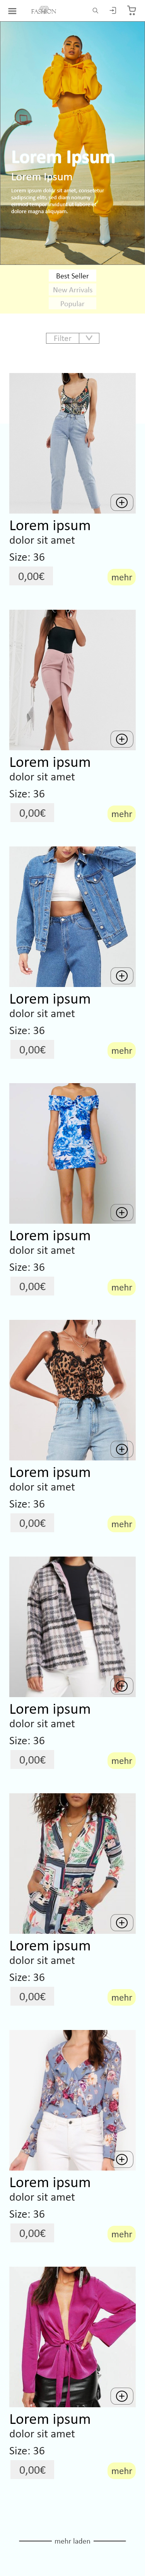 FASHION
Lorem Ipsum
Lorem Ipsum
Lorem ipsum dolor sit amet, consetetur
sadipscing elitr, sed diam nonumy
eirmod tempor invidunt ut labore et
dolore magna aliquyam.
Best Seller
New Arrivals
Popular
Filter
Lorem ipsum
dolor sit amet
Size: 36
0,00€ mehr
Lorem ipsum
dolor sit amet
Size: 36
0,00€ mehr
Lorem ipsum
dolor sit amet
Size: 36
0,00€ mehr
Lorem ipsum
dolor sit amet
Size: 36
0,00€ mehr
Lorem ipsum
dolor sit amet
Size: 36
0,00€ mehr
Lorem ipsum
dolor sit amet
Size: 36
0,00€ mehr
Lorem ipsum
dolor sit amet
Size: 36
0,00€ mehr
Lorem ipsum
dolor sit amet
Size: 36
0,00€ mehr
Lorem ipsum
dolor sit amet
Size: 36
0,00€ mehr
mehr laden